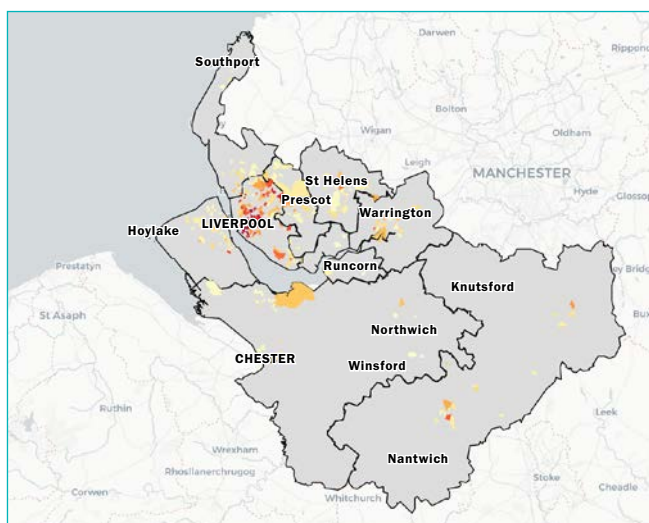 Darwen
Southport
Rippond
Bolton
Wigan
Oldham
Leigh
MANCHESTER
St Helens
Hyde
Prescot
Glossop
Warrington
LIVERPOOL
Hoylake
Runcorn
Prestatyn
Knutsford
ey Bridg
St Asaph
Bux
Northwich
CHESTER
Winsford
Ruthin
Leek
Wrexham
Nantwich
Rhosllanerchrugog
Stoke
Cheadle
Corwen
Whitchurch